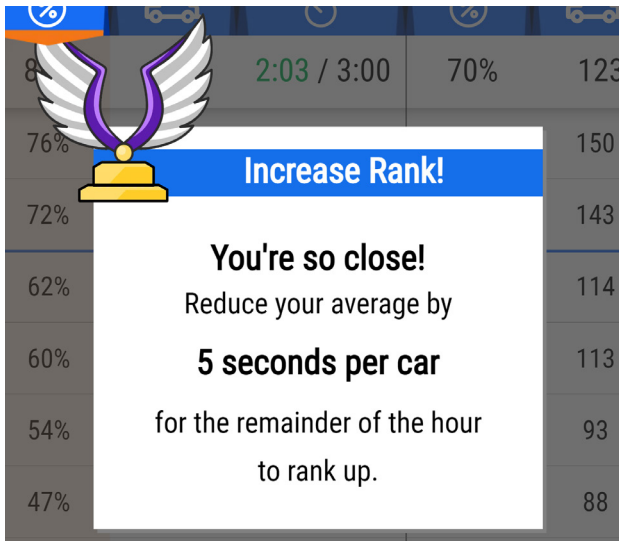 2:03 / 3:00 70% 123
76% 150
Increase Rank!
72% 143
You're so close!
Reduce your average by
62% 114
5 seconds per car
60% 113
for the remainder of the hour
54% 93
to rank up.
47% 88